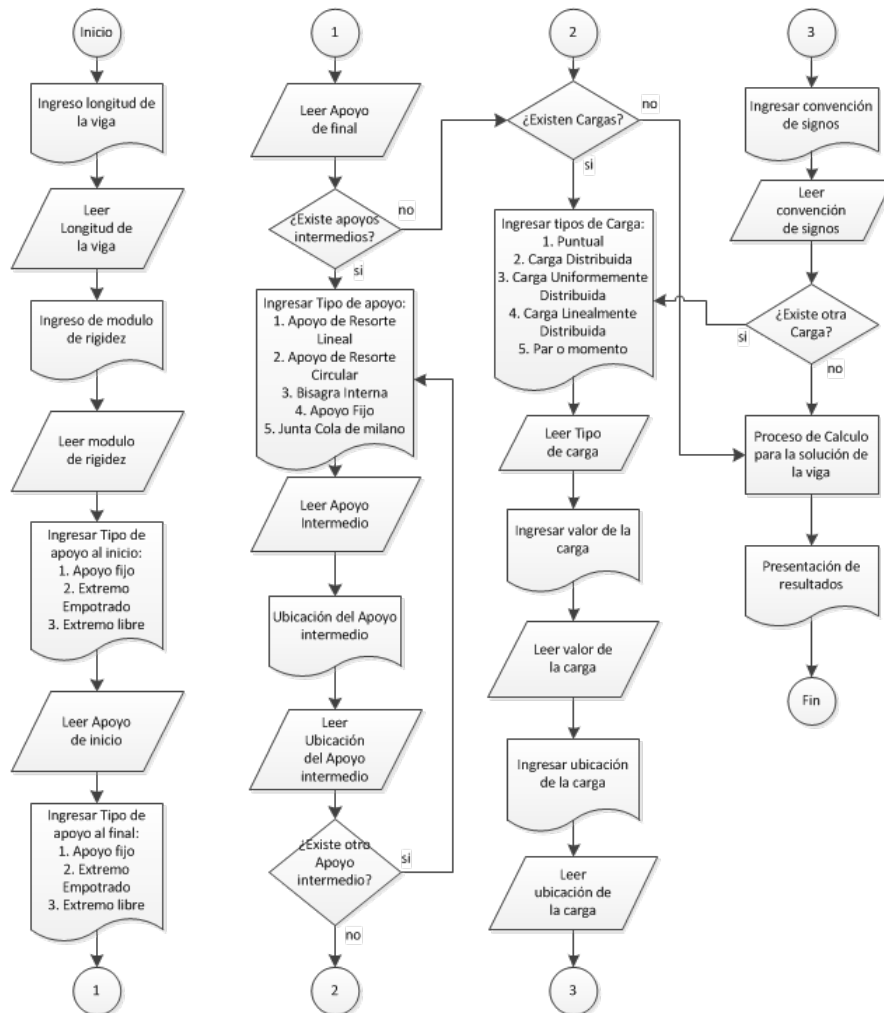 Inicio
Ingreso longitud de
la viga
Leer
Longitud de
la viga
Ingreso de modulo
de rigidez
Leer modulo
de rigidez
Ingresar Tipo de
apoyo al inicio:
1. Apoyo fijo
2. Extremo
Empotrado
3. Extremo libre
Leer Apoyo
de inicio
Ingresar Tipo de
apoyo al final:
1. Apoyo fijo
2. Extremo
Empotrado
3. Extremo libre
1
1
Leer Apoyo
de final
¿Existe apoyos
intermedios?
no
si
Ingresar Tipo de apoyo:
1. Apoyo de Resorte
Lineal
2. Apoyo de Resorte
Circular
3. Bisagra Interna
4. Apoyo Fijo
5. Junta Cola de milano
Leer Apoyo
Intermedio
Ubicación del Apoyo
intermedio
Leer
Ubicación
del Apoyo
intermedio
¿Existe otro
Apoyo
intermedio?
si
no
2
2
¿Existen Cargas?
no
si
Ingresar tipos de Carga:
1. Puntual
2. Carga Distribuida
3. Carga Uniformemente
Distribuida
4. Carga Linealmente
Distribuida
5. Par o momento
Leer Tipo
de carga
Ingresar valor de la
carga
Leer valor de
la carga
Ingresar ubicación
de la carga
Leer
ubicación de
la carga
3
3
Ingresar convención
de signos
Leer
convención
de signos
¿Existe otra
Carga?
si
no
Proceso de Calculo
para la solución de
la viga
Presentación de
resultados
Fin